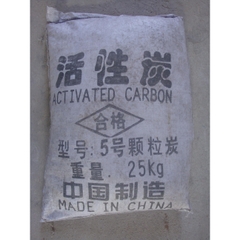 活性炭
ACTIVATED CARBON
合格
型号:5号颗粒炭
重量. 25kg
中国制造
MADE IN CHINA